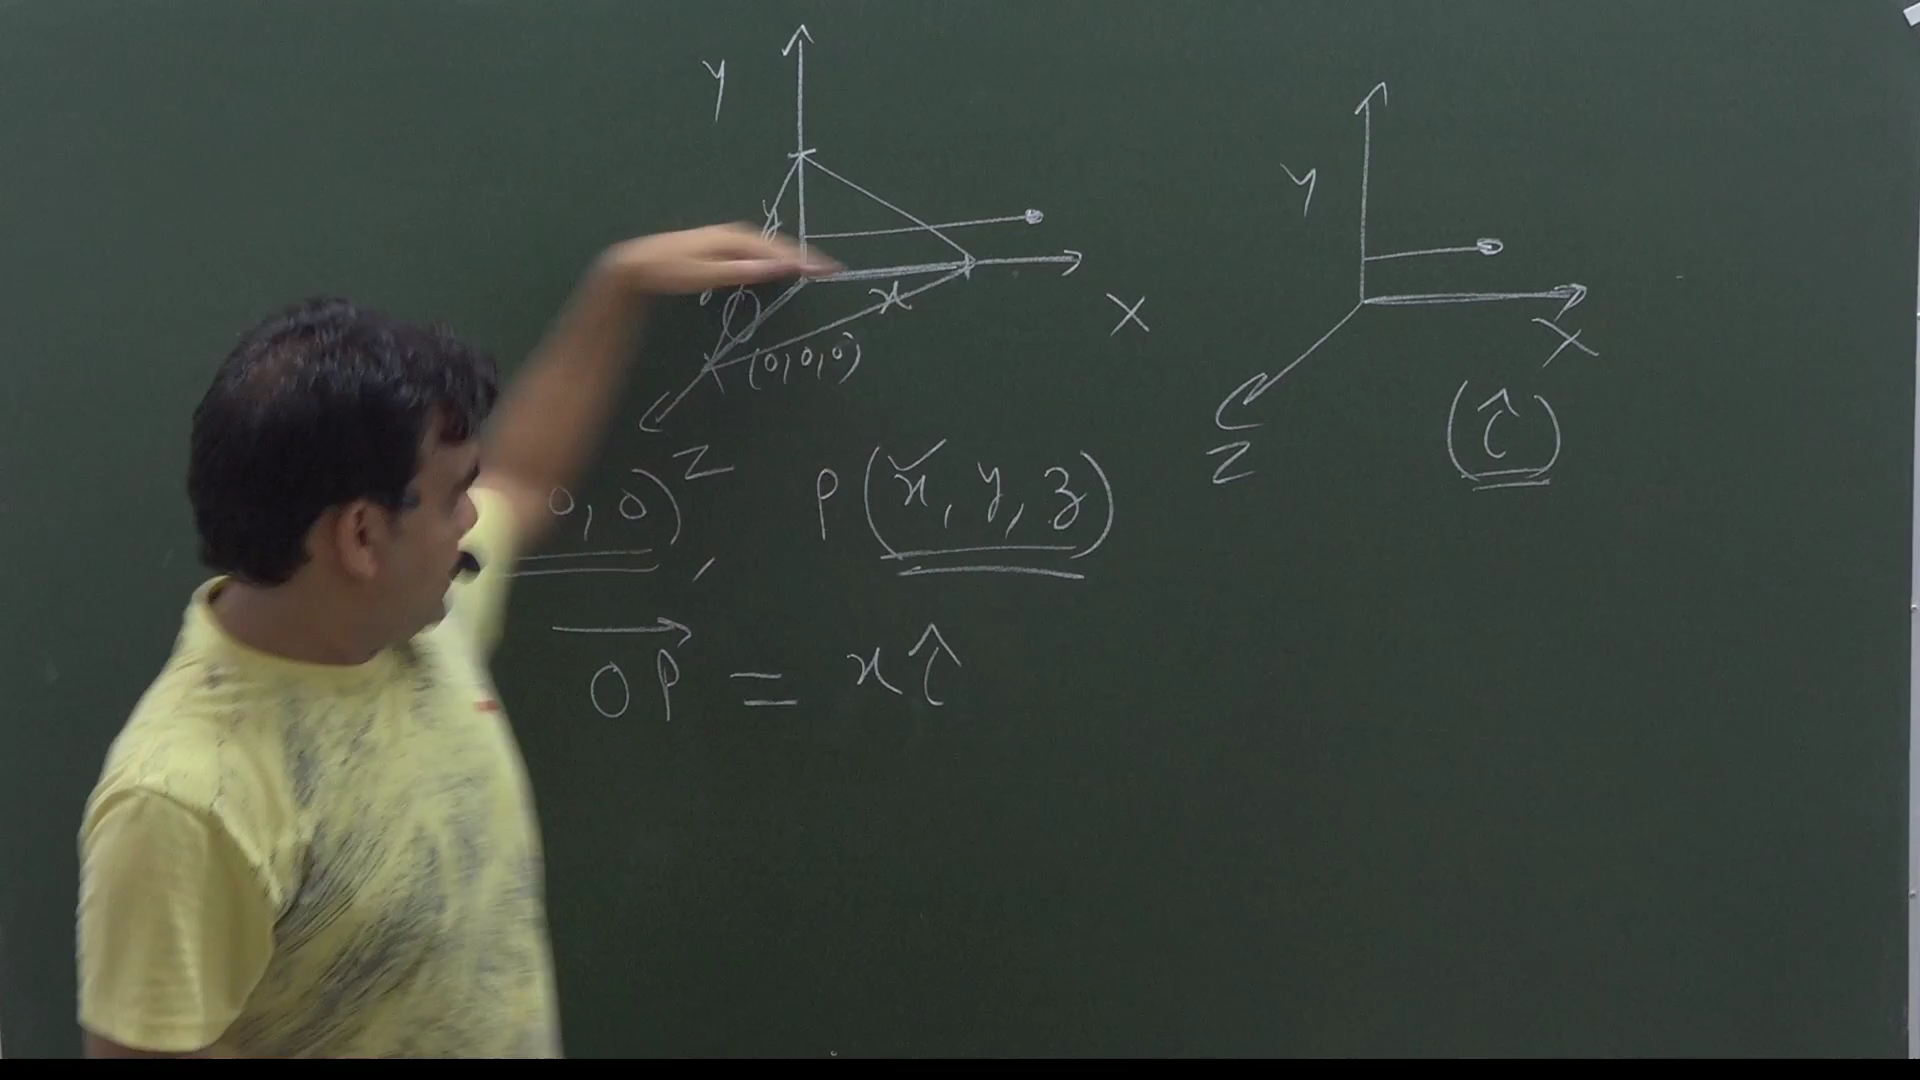 y
y
y
x
X
X
(0,0,0)
Z
Z
(î)
0, 0), P(x, y, z)
OP = xî